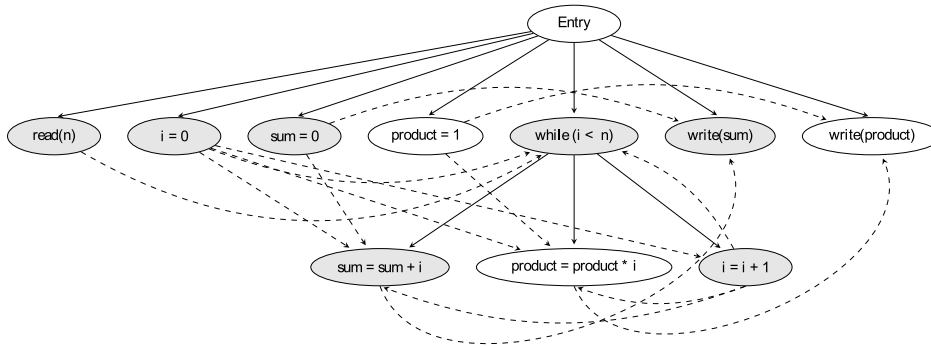 Entry
read(n)
i = 0
sum = 0
product = 1
while (i < n)
write(sum)
write(product)
sum = sum + i
product = product * i
i = i + 1